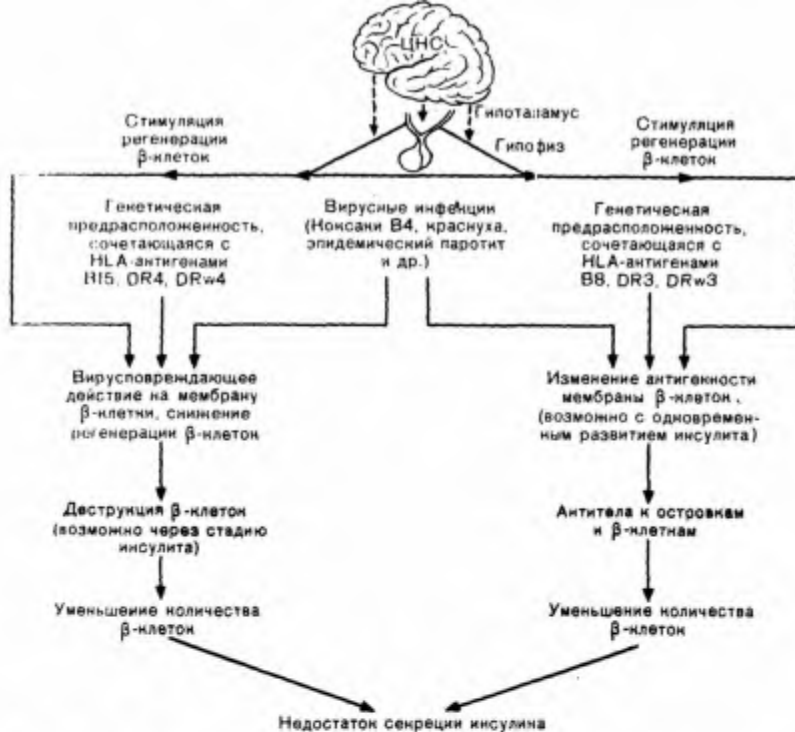 ЦНС
Гипоталамус
Гипофиз
Стимуляция
регенерации
β-клеток
Стимуляция
регенерации
β-клеток
Генетическая
предрасположенность,
сочетающаяся с
HLA-антигенами
B15, DR4, DRw4
Вирусные инфекции
(Коксаки B4, краснуха,
эпидемический паротит
и др.)
Генетическая
предрасположенность,
сочетающаяся с
HLA-антигенами
B8, DR3, DRw3
Вирусповреждающее
действие на мембрану
β-клетки, снижение
регенерации β-клеток
Изменение антигенности
мембраны β-клеток,
(возможно с одновремен-
ным развитием инсулита)
Деструкция β-клеток
(возможно через стадию
инсулита)
Антитела к островкам
и β-клеткам
Уменьшение количества
β-клеток
Уменьшение количества
β-клеток
Недостаток секреции инсулина